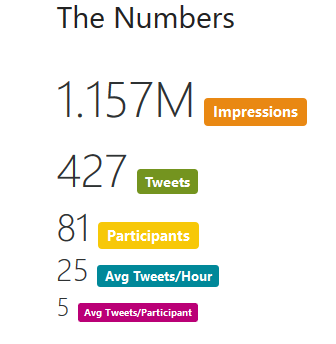 The Numbers
1.157M Impressions
427 Tweets
81 Participants
25 Avg Tweets/Hour
5 Avg Tweets/Participant